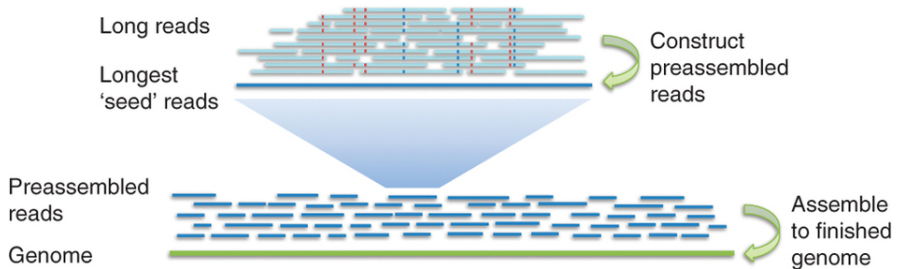 Long reads
Longest
‘seed’ reads
Construct
preassembled
reads
Preassembled
reads
Genome
Assemble
to finished
genome